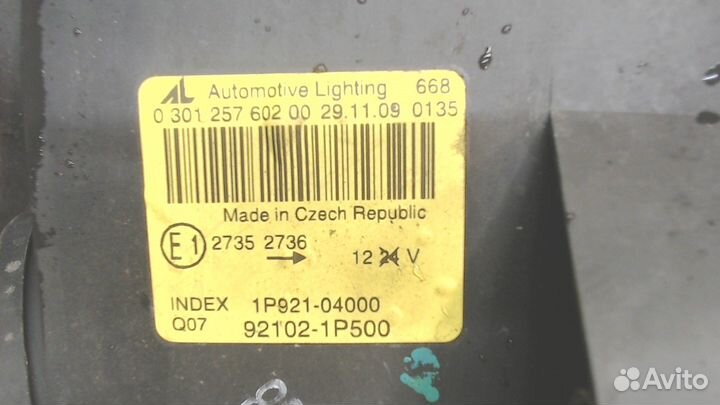 AL Automotive Lighting 668
0 301 257 602 00 29.11.09 0135
Made in Czech Republic
E1 2735 2736 → 12 24 V
INDEX 1P921-04000
Q07 92102-1P500
Avito